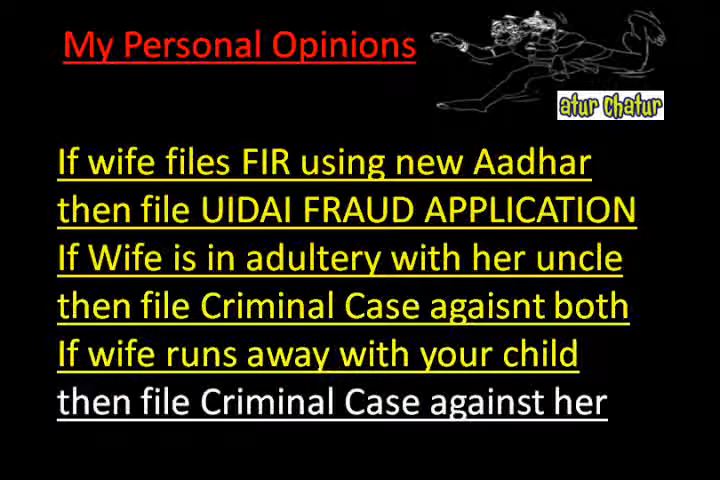 My Personal Opinions
atur chatur
If wife files FIR using new Aadhar
then file UIDAI FRAUD APPLICATION
If Wife is in adultery with her uncle
then file Criminal Case agaisnt both
If wife runs away with your child
then file Criminal Case against her